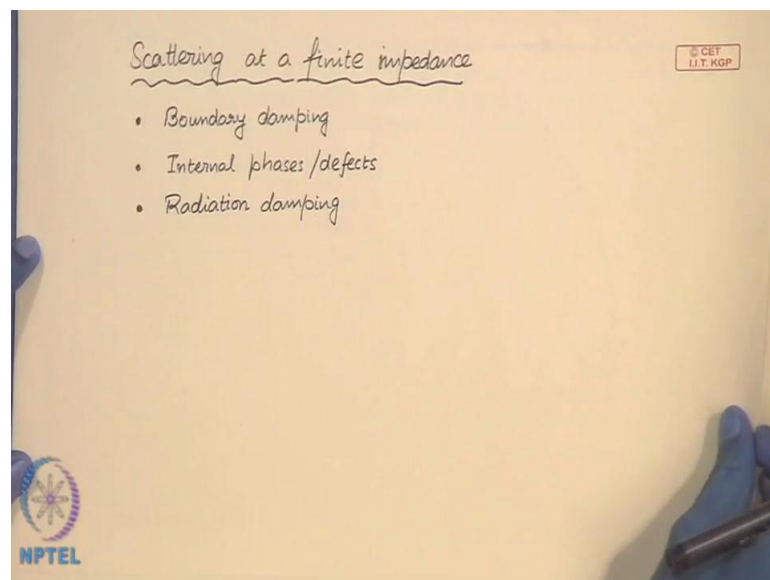 Scattering at a finite impedance
© CET
I.I.T. KGP
• Boundary damping
• Internal phases/defects
• Radiation damping
NPTEL